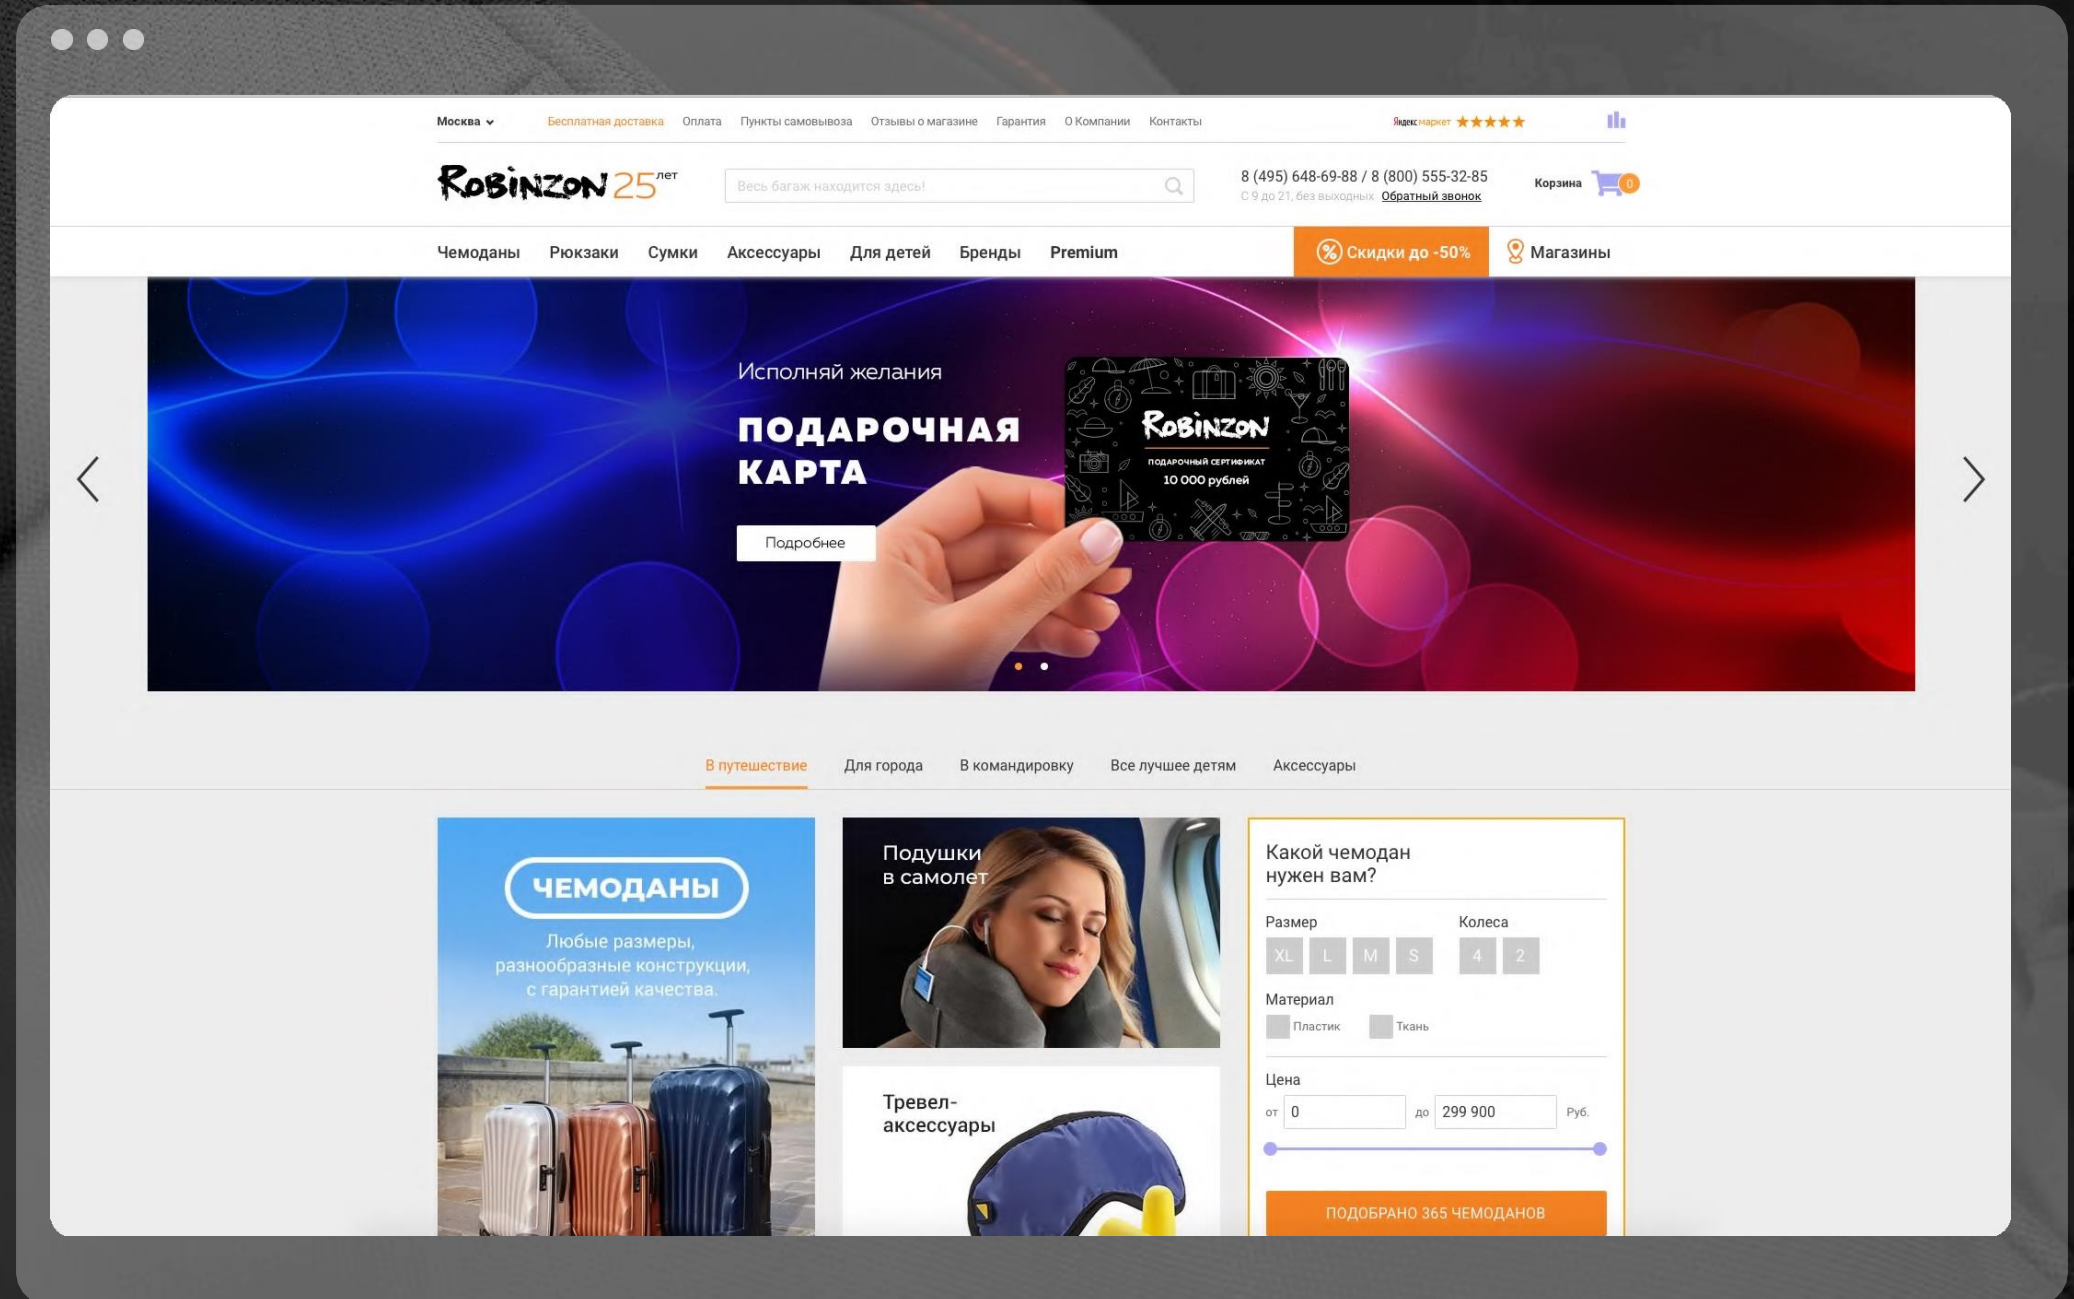 Москва
Бесплатная доставка Оплата Пункты самовывоза Отзывы о магазине Гарантия О Компании Контакты
Яндекс маркет
RoBiNZoN 25 лет
Весь багаж находится здесь!
8 (495) 648-69-88 / 8 (800) 555-32-85
С 9 до 21, без выходных Обратный звонок
Корзина 0
Чемоданы Рюкзаки Сумки Аксессуары Для детей Бренды Premium
% Скидки до -50% Магазины
Исполняй желания
ПОДАРОЧНАЯ
КАРТА
Подробнее
RoBiNZoN
ПОДАРОЧНЫЙ СЕРТИФИКАТ
10 000 рублей
В путешествие Для города В командировку Все лучшее детям Аксессуары
ЧЕМОДАНЫ
Любые размеры,
разнообразные конструкции,
с гарантией качества.
Подушки
в самолет
Тревел-
аксессуары
Какой чемодан
нужен вам?
Размер Колеса
XL L M S 4 2
Материал
Пластик Ткань
Цена
от 0 до 299 900 Руб.
ПОДОБРАНО 365 ЧЕМОДАНОВ